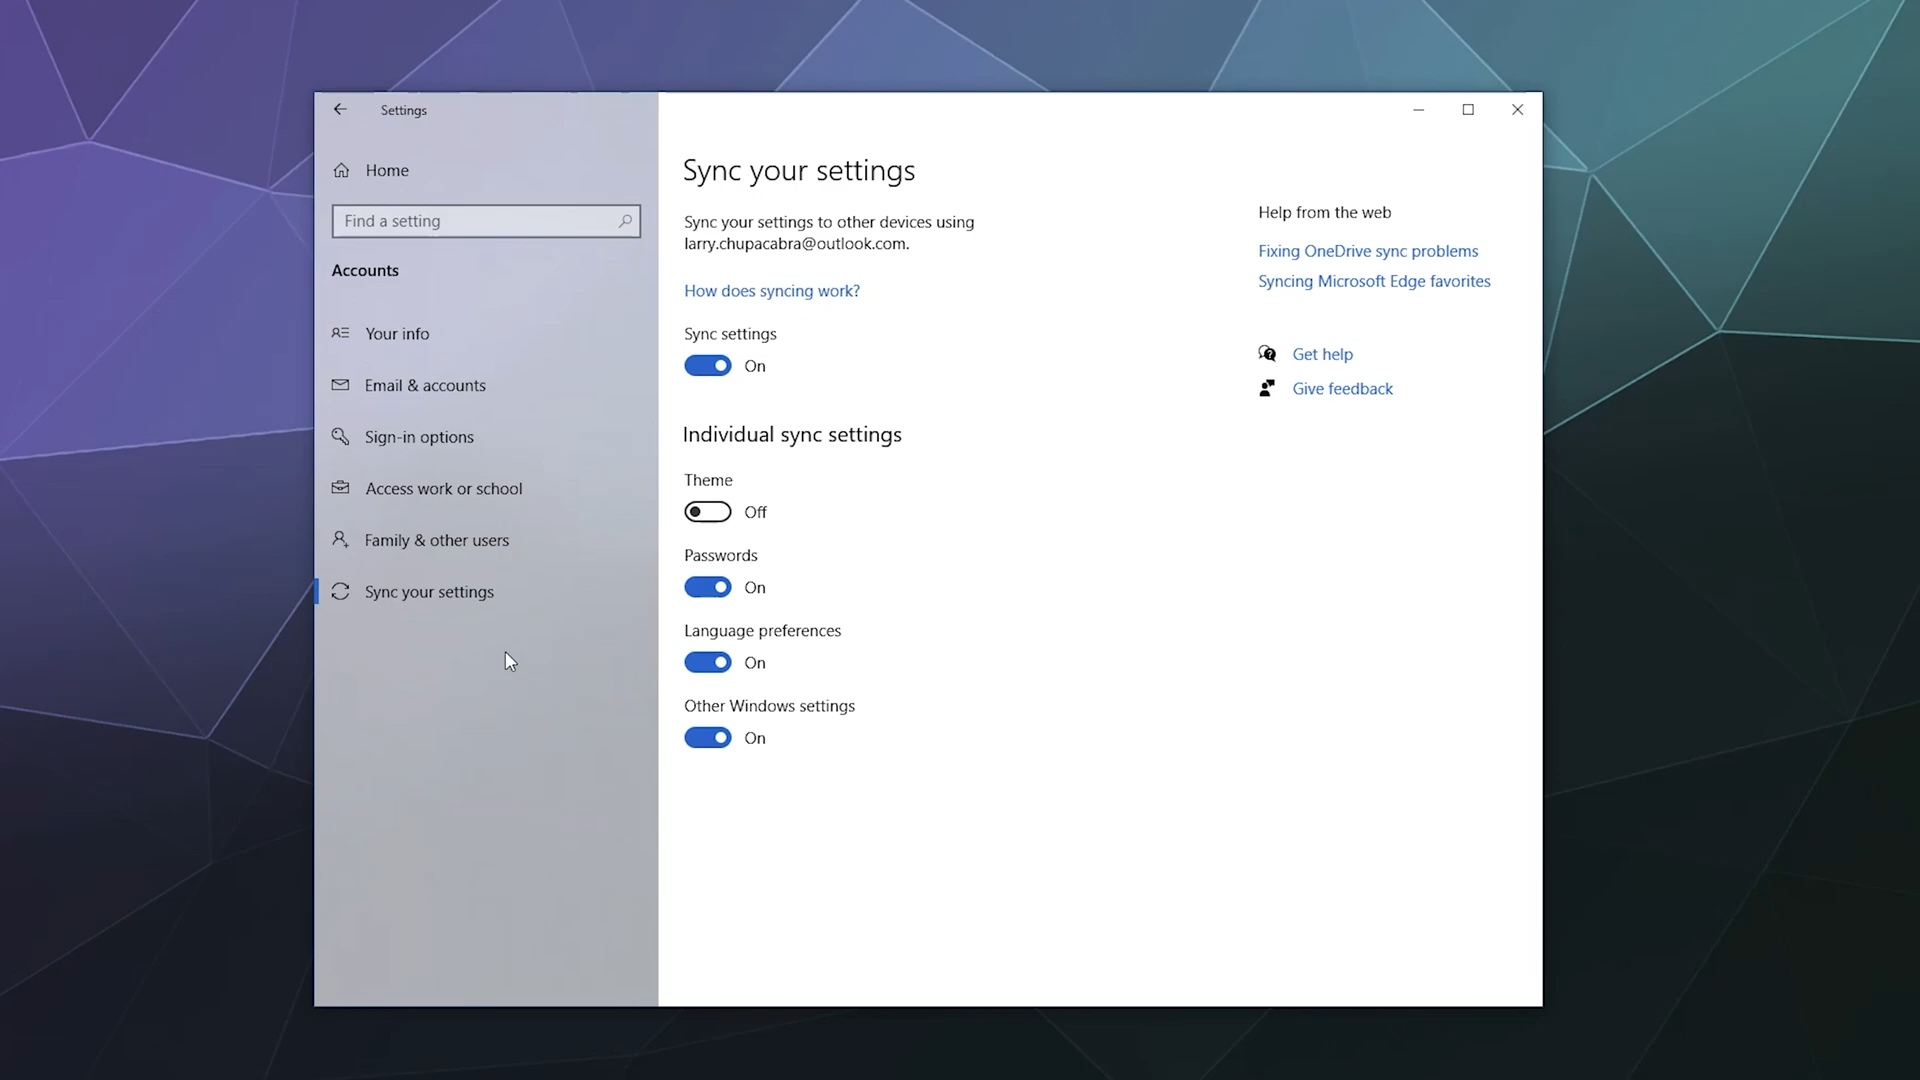 Settings
Home
Find a setting
Accounts
Your info
Email & accounts
Sign-in options
Access work or school
Family & other users
Sync your settings
Sync your settings
Sync your settings to other devices using
larry.chupacabra@outlook.com.
How does syncing work?
Sync settings
On
Individual sync settings
Theme
Off
Passwords
On
Language preferences
On
Other Windows settings
On
Help from the web
Fixing OneDrive sync problems
Syncing Microsoft Edge favorites
Get help
Give feedback